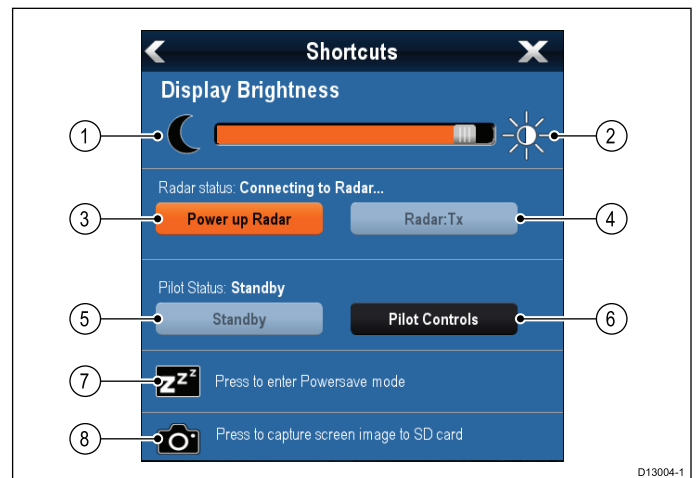 Shortcuts
Display Brightness
1
2
Radar status: Connecting to Radar...
3
Power up Radar
Radar:Tx
4
Pilot Status: Standby
5
Standby
Pilot Controls
6
7
zzz
Press to enter Powersave mode
8
Press to capture screen image to SD card
D13004-1